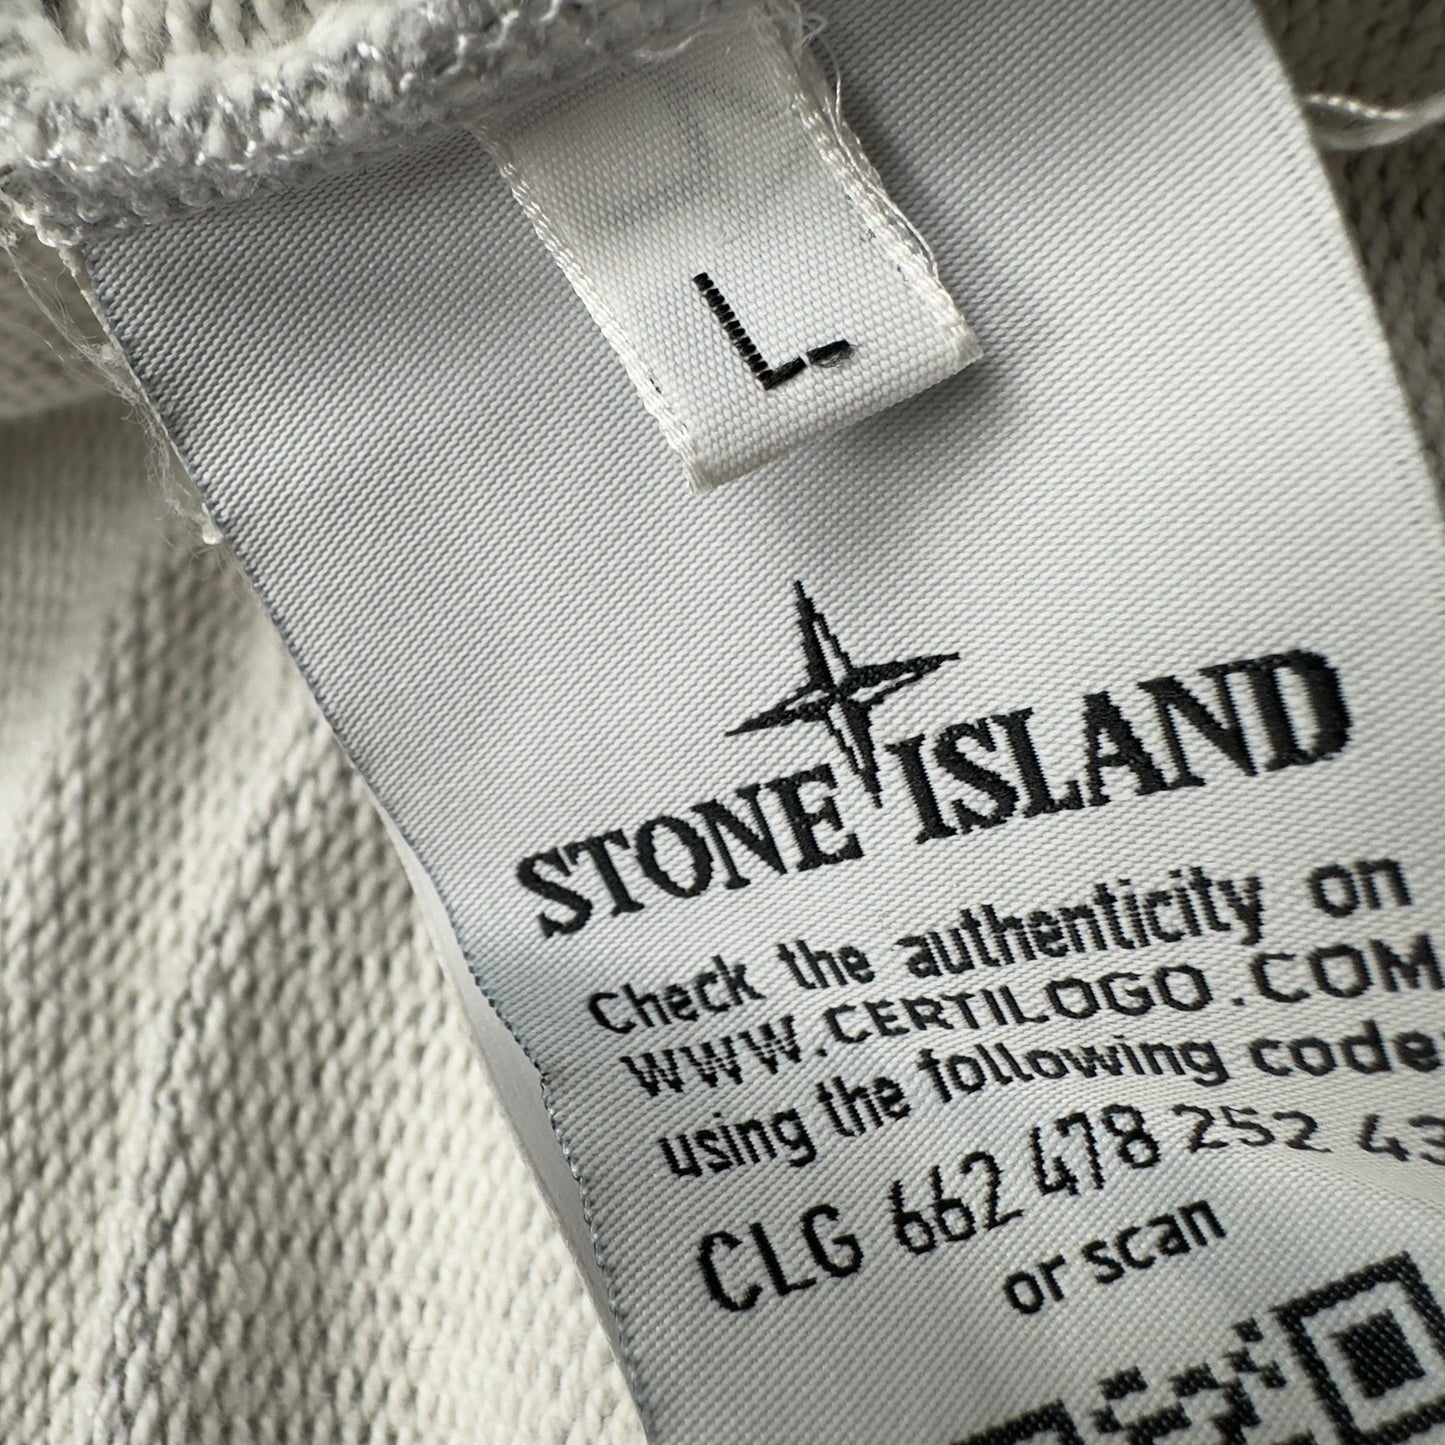 L
STONE ISLAND
Check the authenticity on
WWW.CERTILOGO.COM
using the following code:
CLG 662 478 252 43
or scan